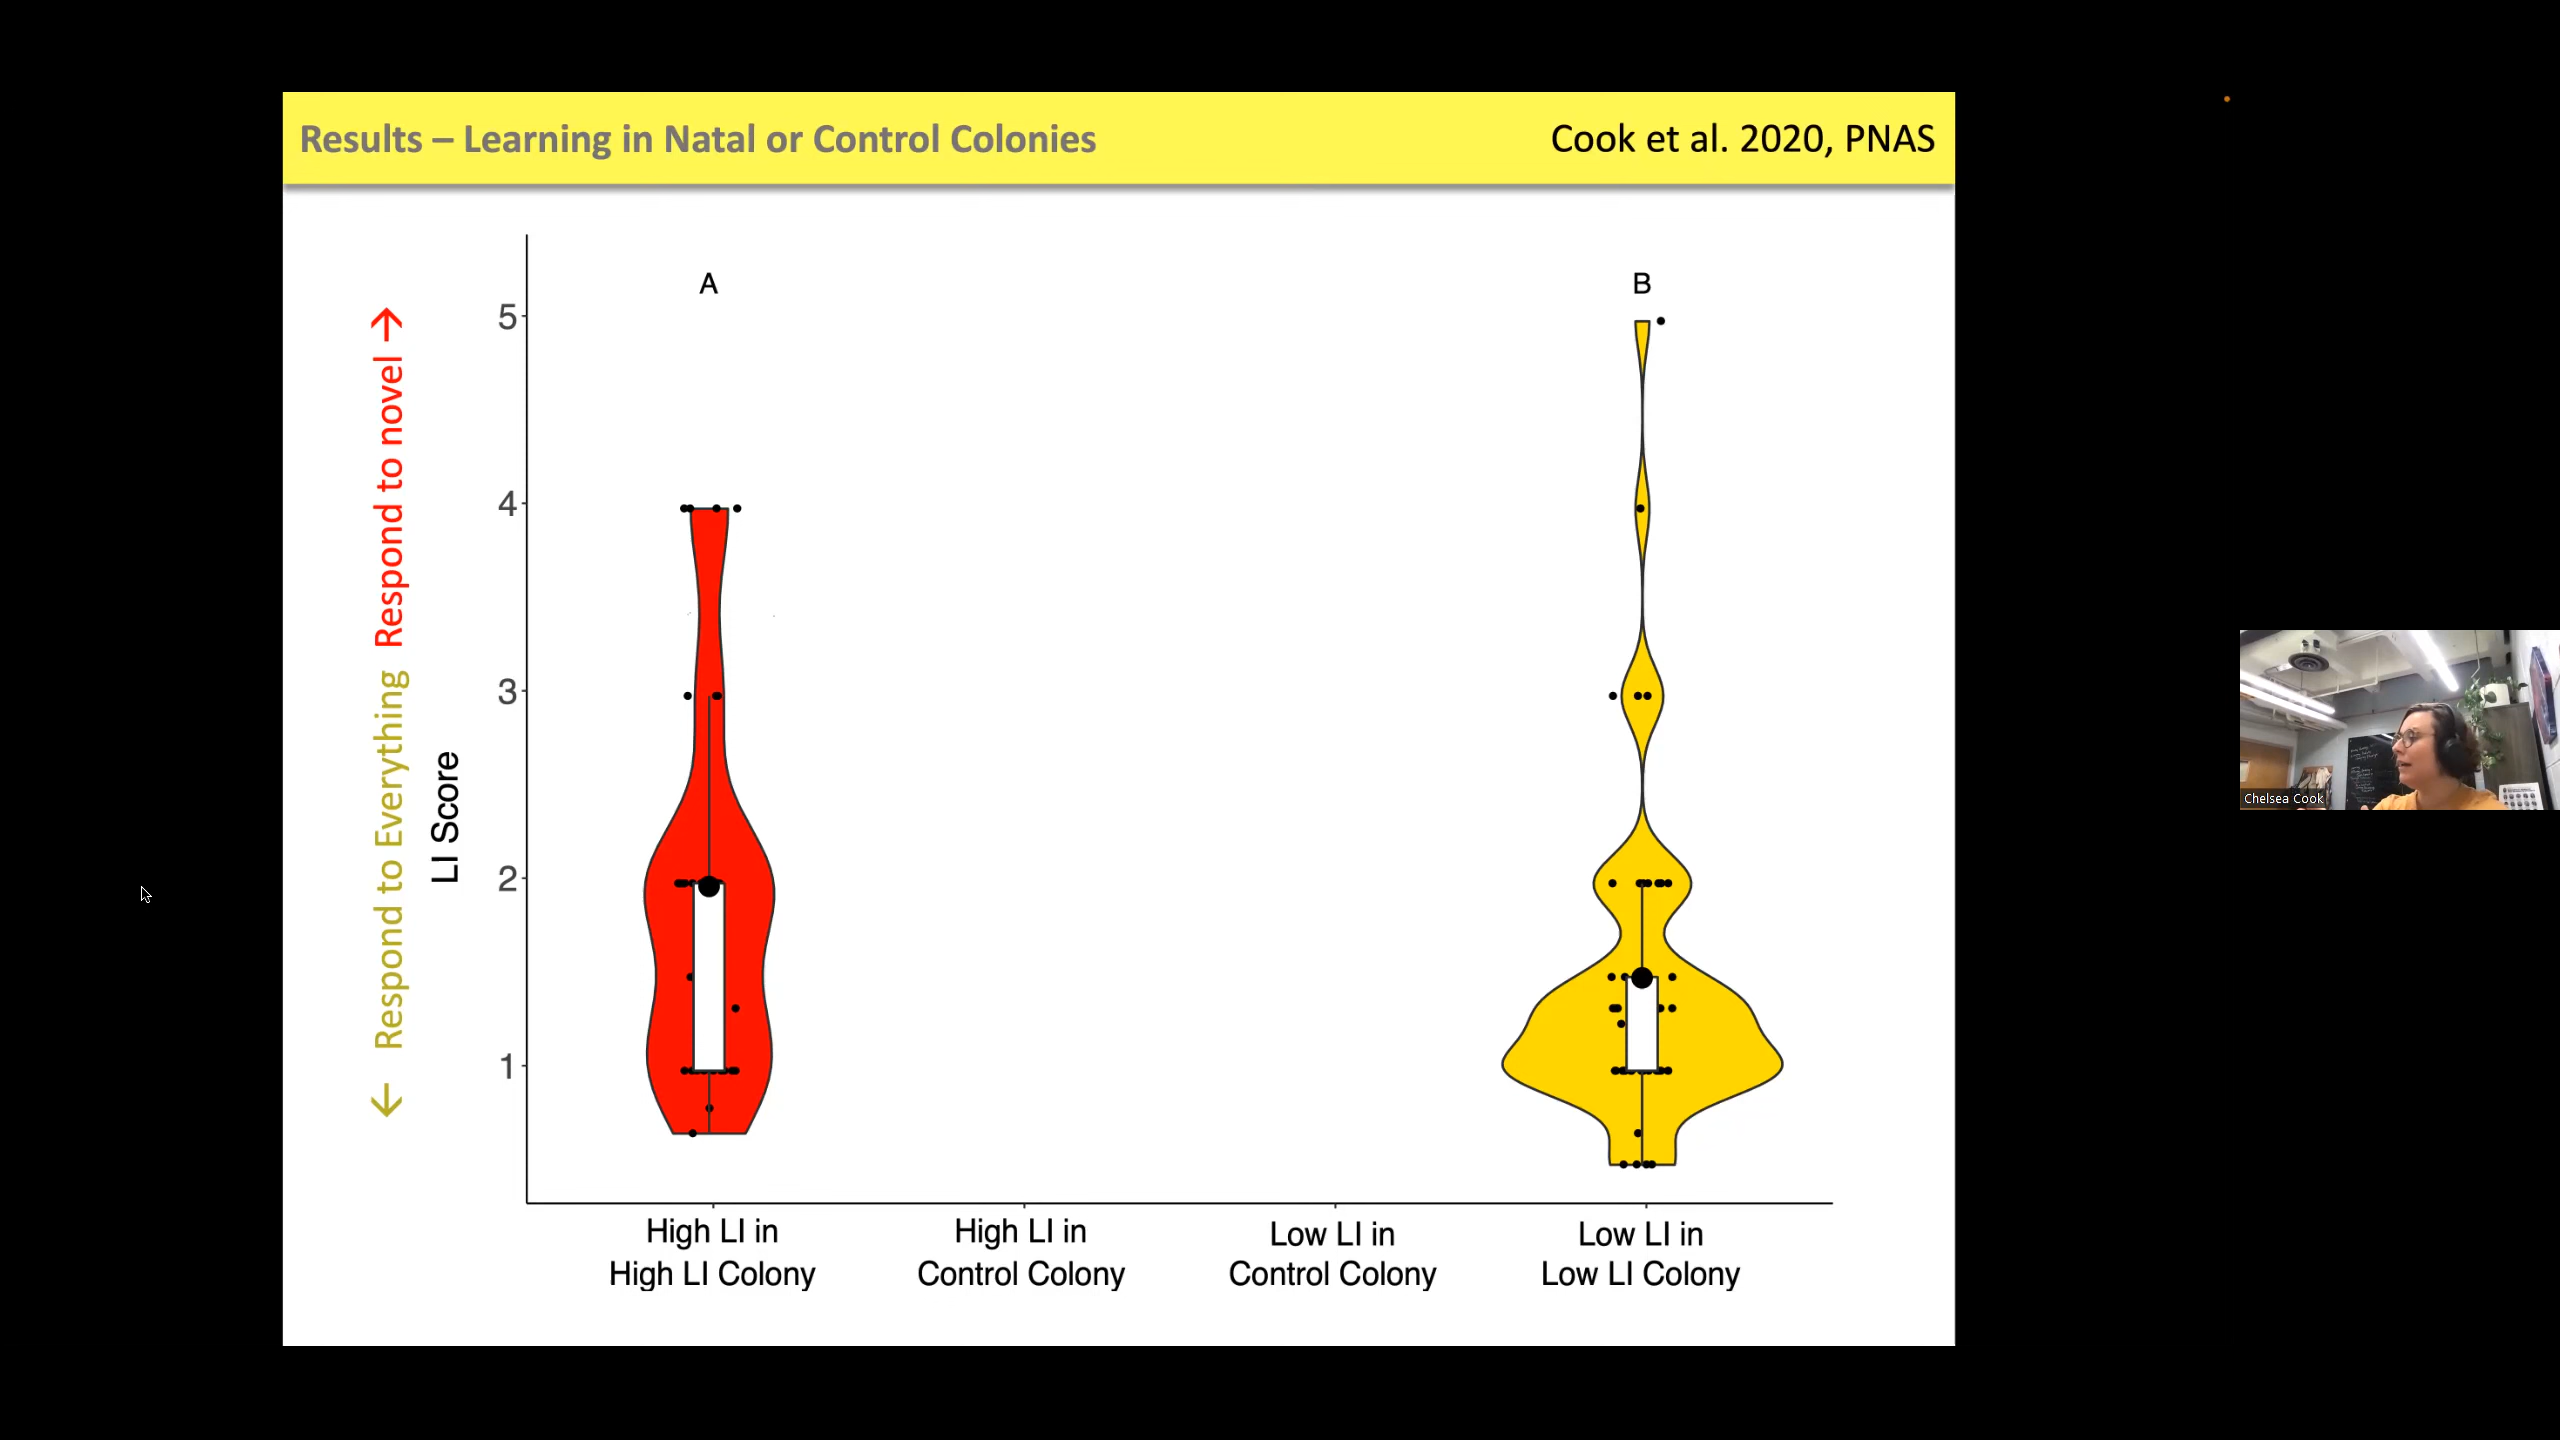 Results – Learning in Natal or Control Colonies
Cook et al. 2020, PNAS
← Respond to Everything Respond to novel →
LI Score
5
4
3
2
1
A
B
High LI in
High LI Colony
High LI in
Control Colony
Low LI in
Control Colony
Low LI in
Low LI Colony
Chelsea Cook